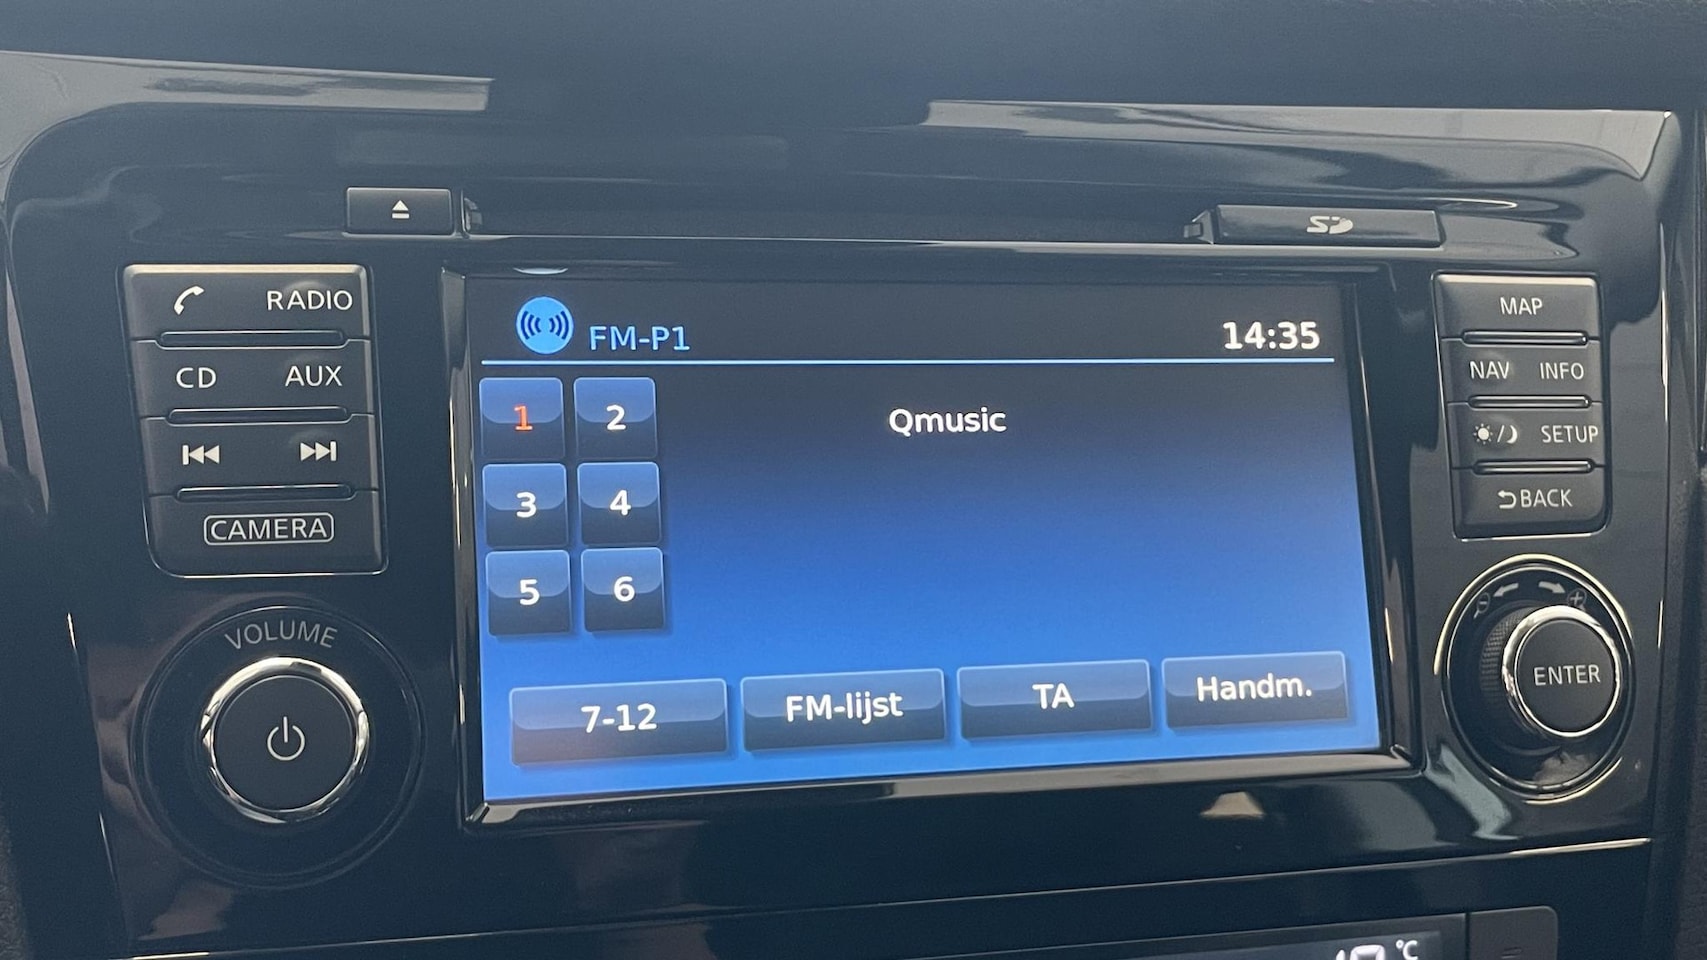 SD
RADIO
CD AUX
CAMERA
VOLUME
FM-P1 14:35
1 2
Qmusic
3 4
5 6
7-12 FM-lijst TA Handm.
MAP
NAV INFO
SETUP
BACK
ENTER
°C